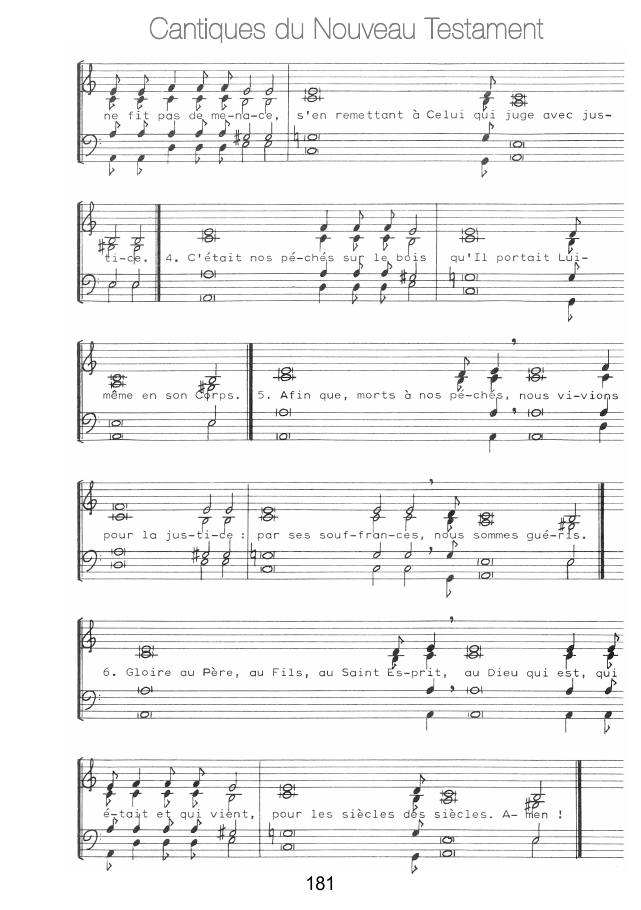 Cantiques du Nouveau Testament
ne fit pas de me-na-ce, s'en remettant à Celui qui juge avec jus-
ti-ce. 4. C'était nos pé-chés sur le bois qu'Il portait Lui-
même en son Corps. 5. Afin que, morts à nos pé-chés, nous vi-vions
pour la jus-ti-ce : par ses souf-fran-ces, nous sommes gué-ris.
6. Gloire au Père, au Fils, au Saint Es-prit, au Dieu qui est, qui
é-tait et qui vient, pour les siècles des siècles. A- men !
181